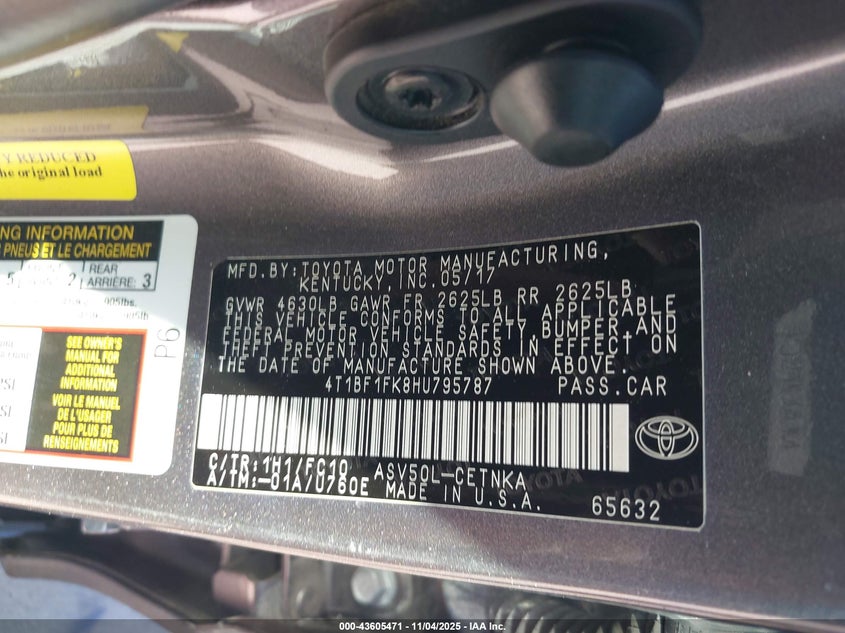 Y REDUCED
he original load
NG INFORMATION
PNEUS ET LE CHARGEMENT
2
REAR
ARRIÈRE: 3
P6
SEE OWNER'S
MANUAL FOR
ADDITIONAL
INFORMATION
VOIR LE MANUEL
DE L'USAGER
POUR PLUS DE
RENSEIGNEMENTS
MFD.BY:TOYOTA MOTOR MANUFACTURING,
KENTUCKY, INC. 05/17
GVWR 4630LB GAWR FR 2625LB RR 2625LB
THIS VEHICLE CONFORMS TO ALL APPLICABLE
FEDERAL MOTOR VEHICLE SAFETY, BUMPER, AND
THEFT PREVENTION STANDARDS IN EFFECT ON
THE DATE OF MANUFACTURE SHOWN ABOVE.
4T1BF1FK8HU795787 PASS.CAR
C/TR:1H1/FC10 ASV50L-CETNKA
A/TM:-01A/U760E MADE IN U.S.A.
65632
000-43605471 - 11/04/2025 - IAA Inc.